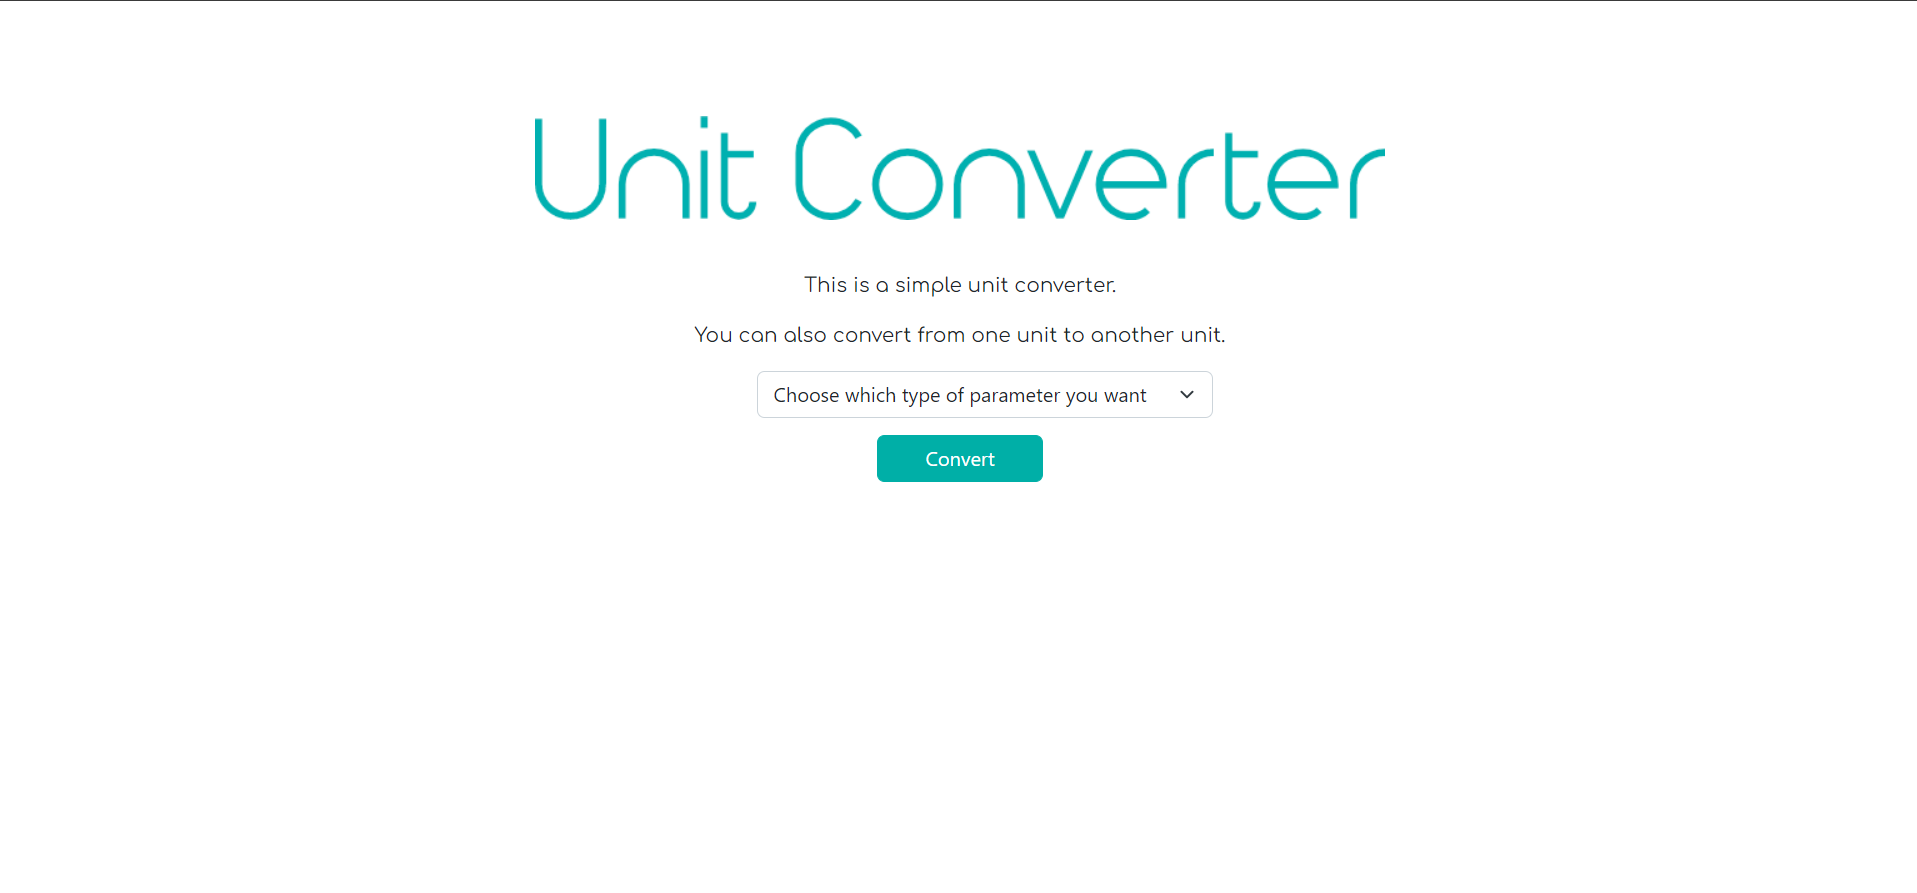 Unit Converter
This is a simple unit converter.
You can also convert from one unit to another unit.
Choose which type of parameter you want
Convert